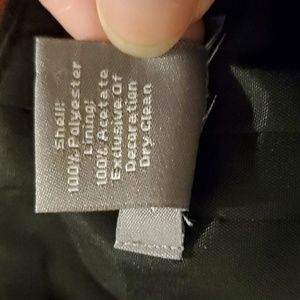 Shell:
100% Polyester
Lining:
100% Acetate
Exclusive Of
Decoration
Dry Clean